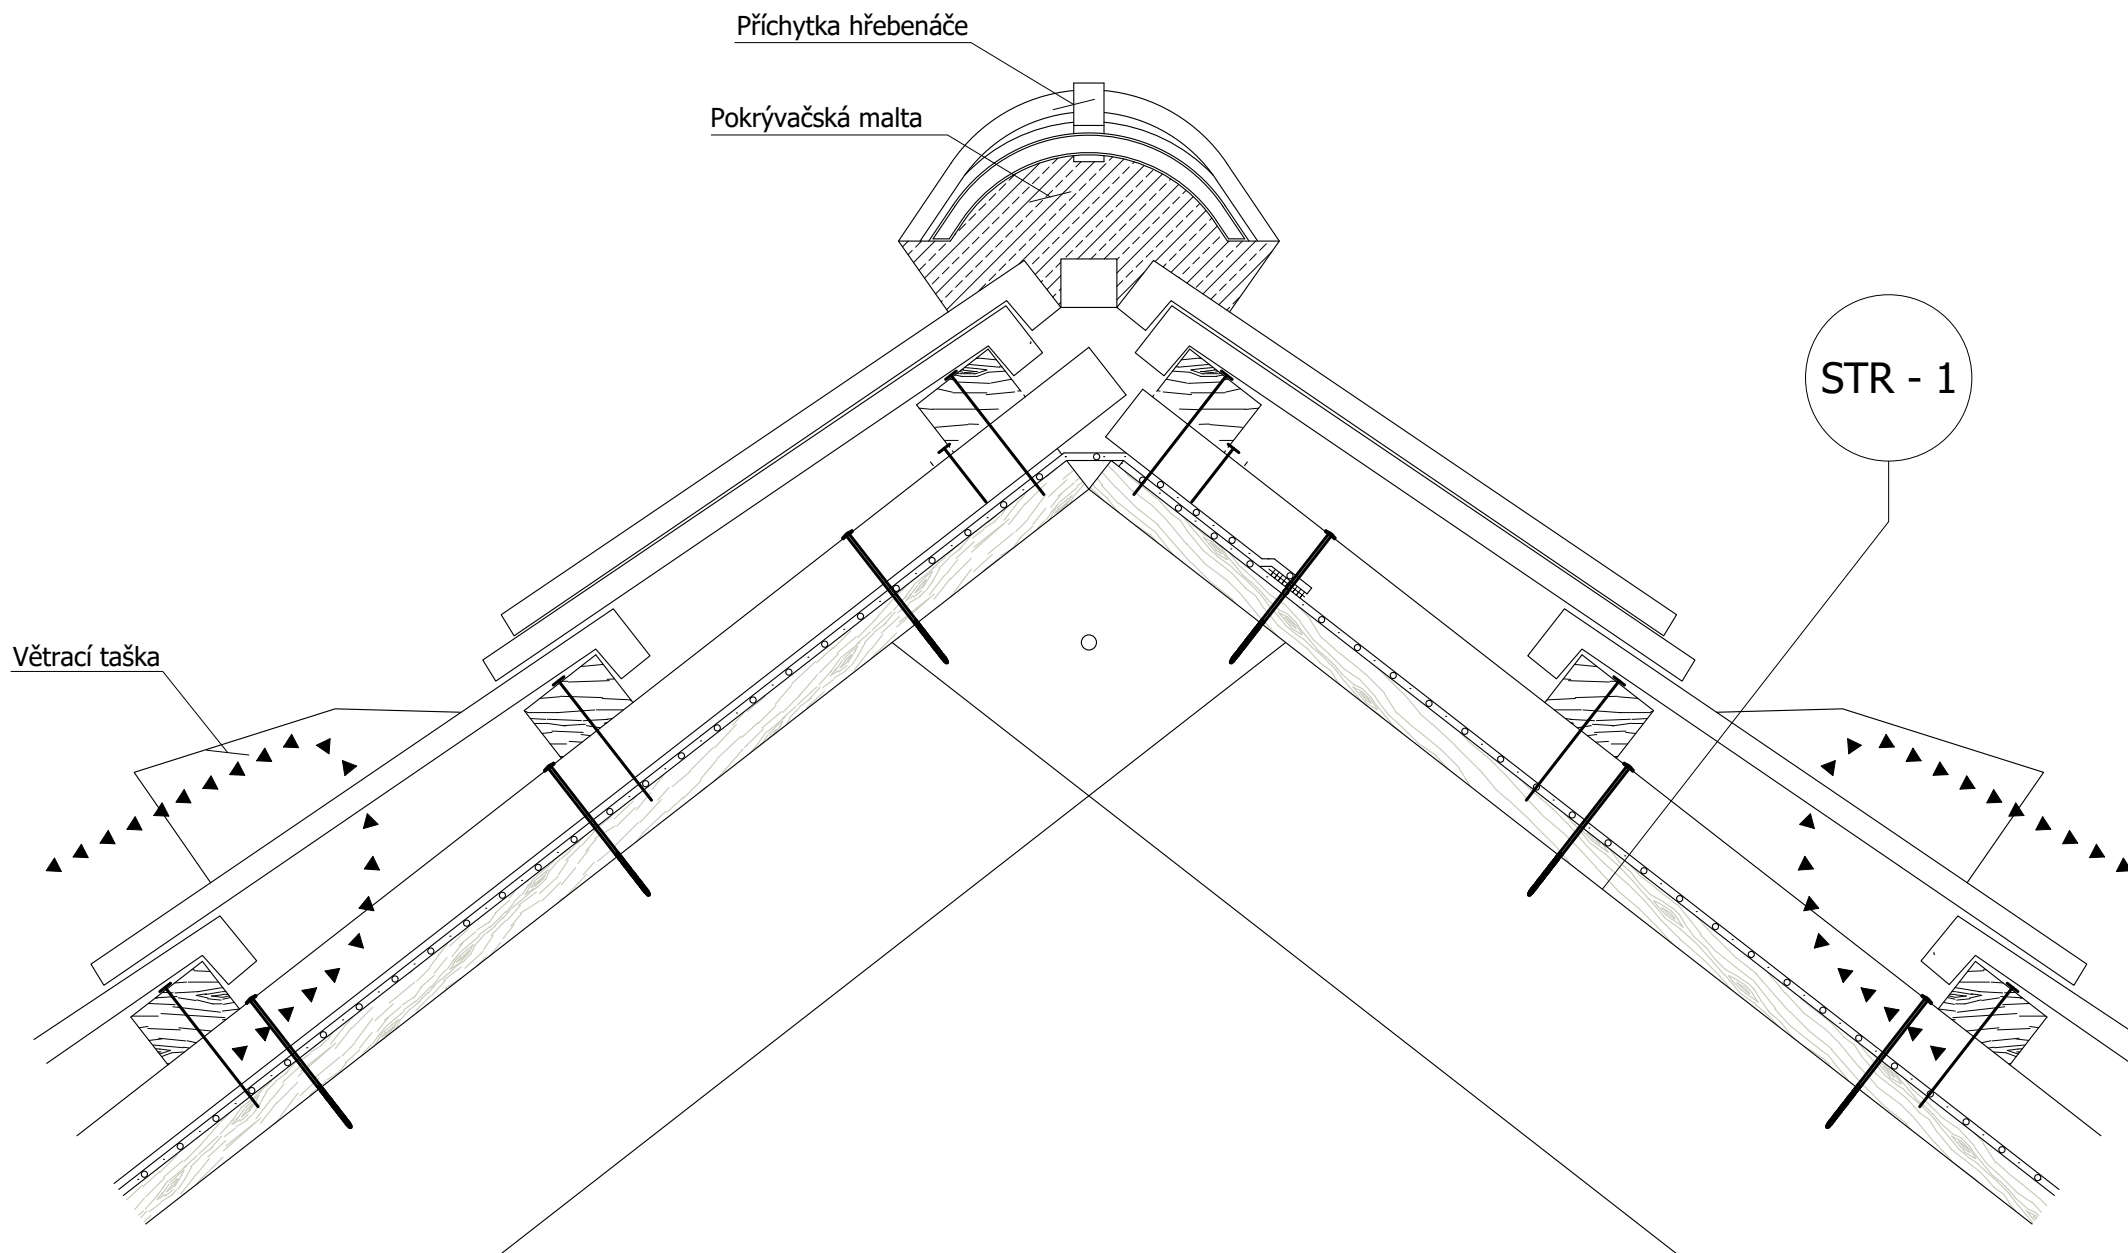 Příchytka hřebenáče
Pokrývačská malta
STR - 1
Větrací taška